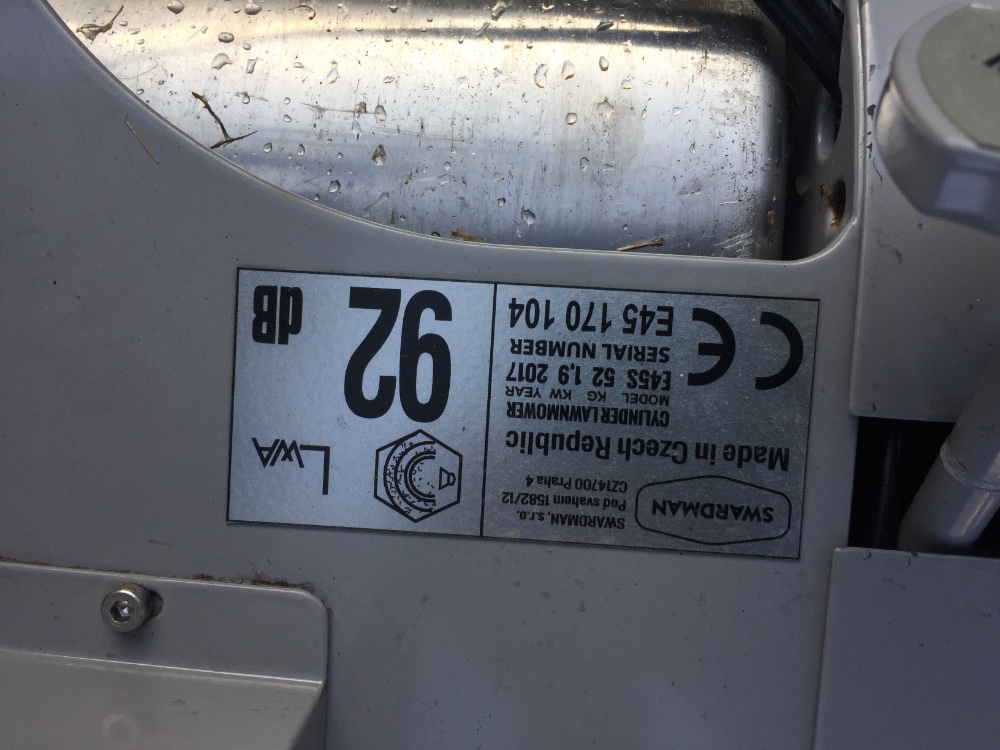 SWARDMAN
SWARDMAN, s.r.o.
Pod svahem 1582/12
CZ14700 Praha 4
Made in Czech Republic
CYLINDER LAWNMOWER
MODEL KG KW YEAR
E45S 52 1,9 2017
SERIAL NUMBER
E45 170 104
CE
LWA
92
dB